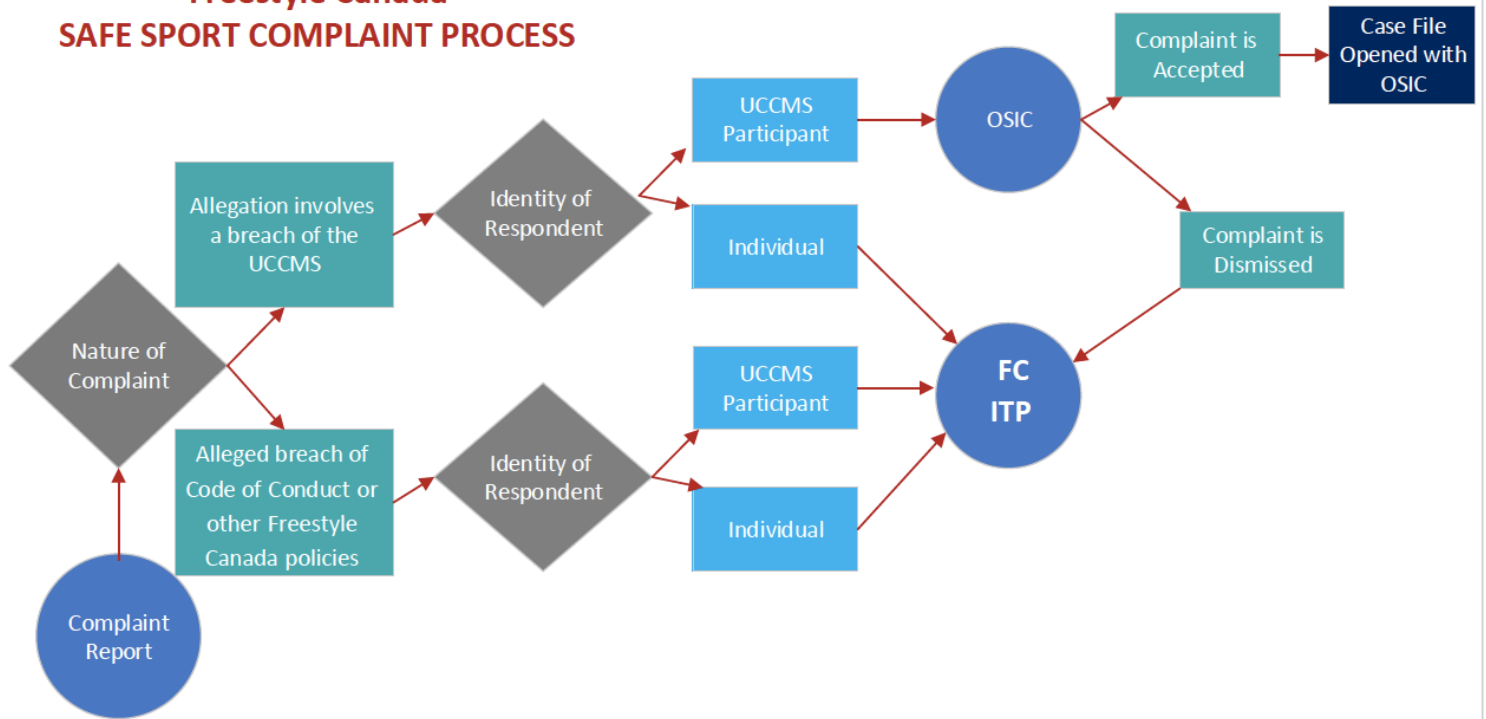 Freestyle Canada
SAFE SPORT COMPLAINT PROCESS
Complaint
Report
Nature of
Complaint
Allegation involves
a breach of the
UCCMS
Alleged breach of
Code of Conduct or
other Freestyle
Canada policies
Identity of
Respondent
Identity of
Respondent
UCCMS
Participant
Individual
UCCMS
Participant
Individual
OSIC
FC
ITP
Complaint is
Accepted
Complaint is
Dismissed
Case File
Opened with
OSIC